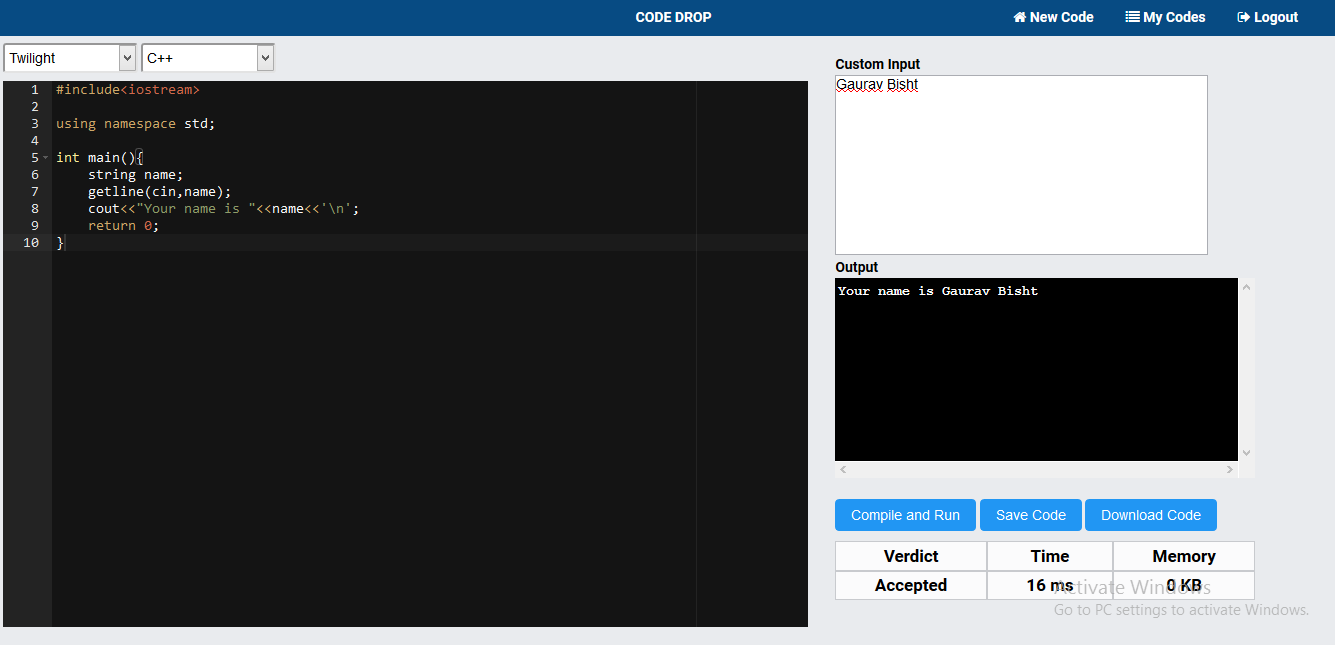 CODE DROP
New Code My Codes Logout
Twilight C++
1 #include<iostream>
2
3 using namespace std;
4
5 int main(){
6     string name;
7     getline(cin,name);
8     cout<<"Your name is "<<name<<'\n';
9     return 0;
10 }
Custom Input
Gaurav Bisht
Output
Your name is Gaurav Bisht
Compile and Run Save Code Download Code
Verdict Time Memory
Accepted 16 ms 0 KB
Activate Windows
Go to PC settings to activate Windows.